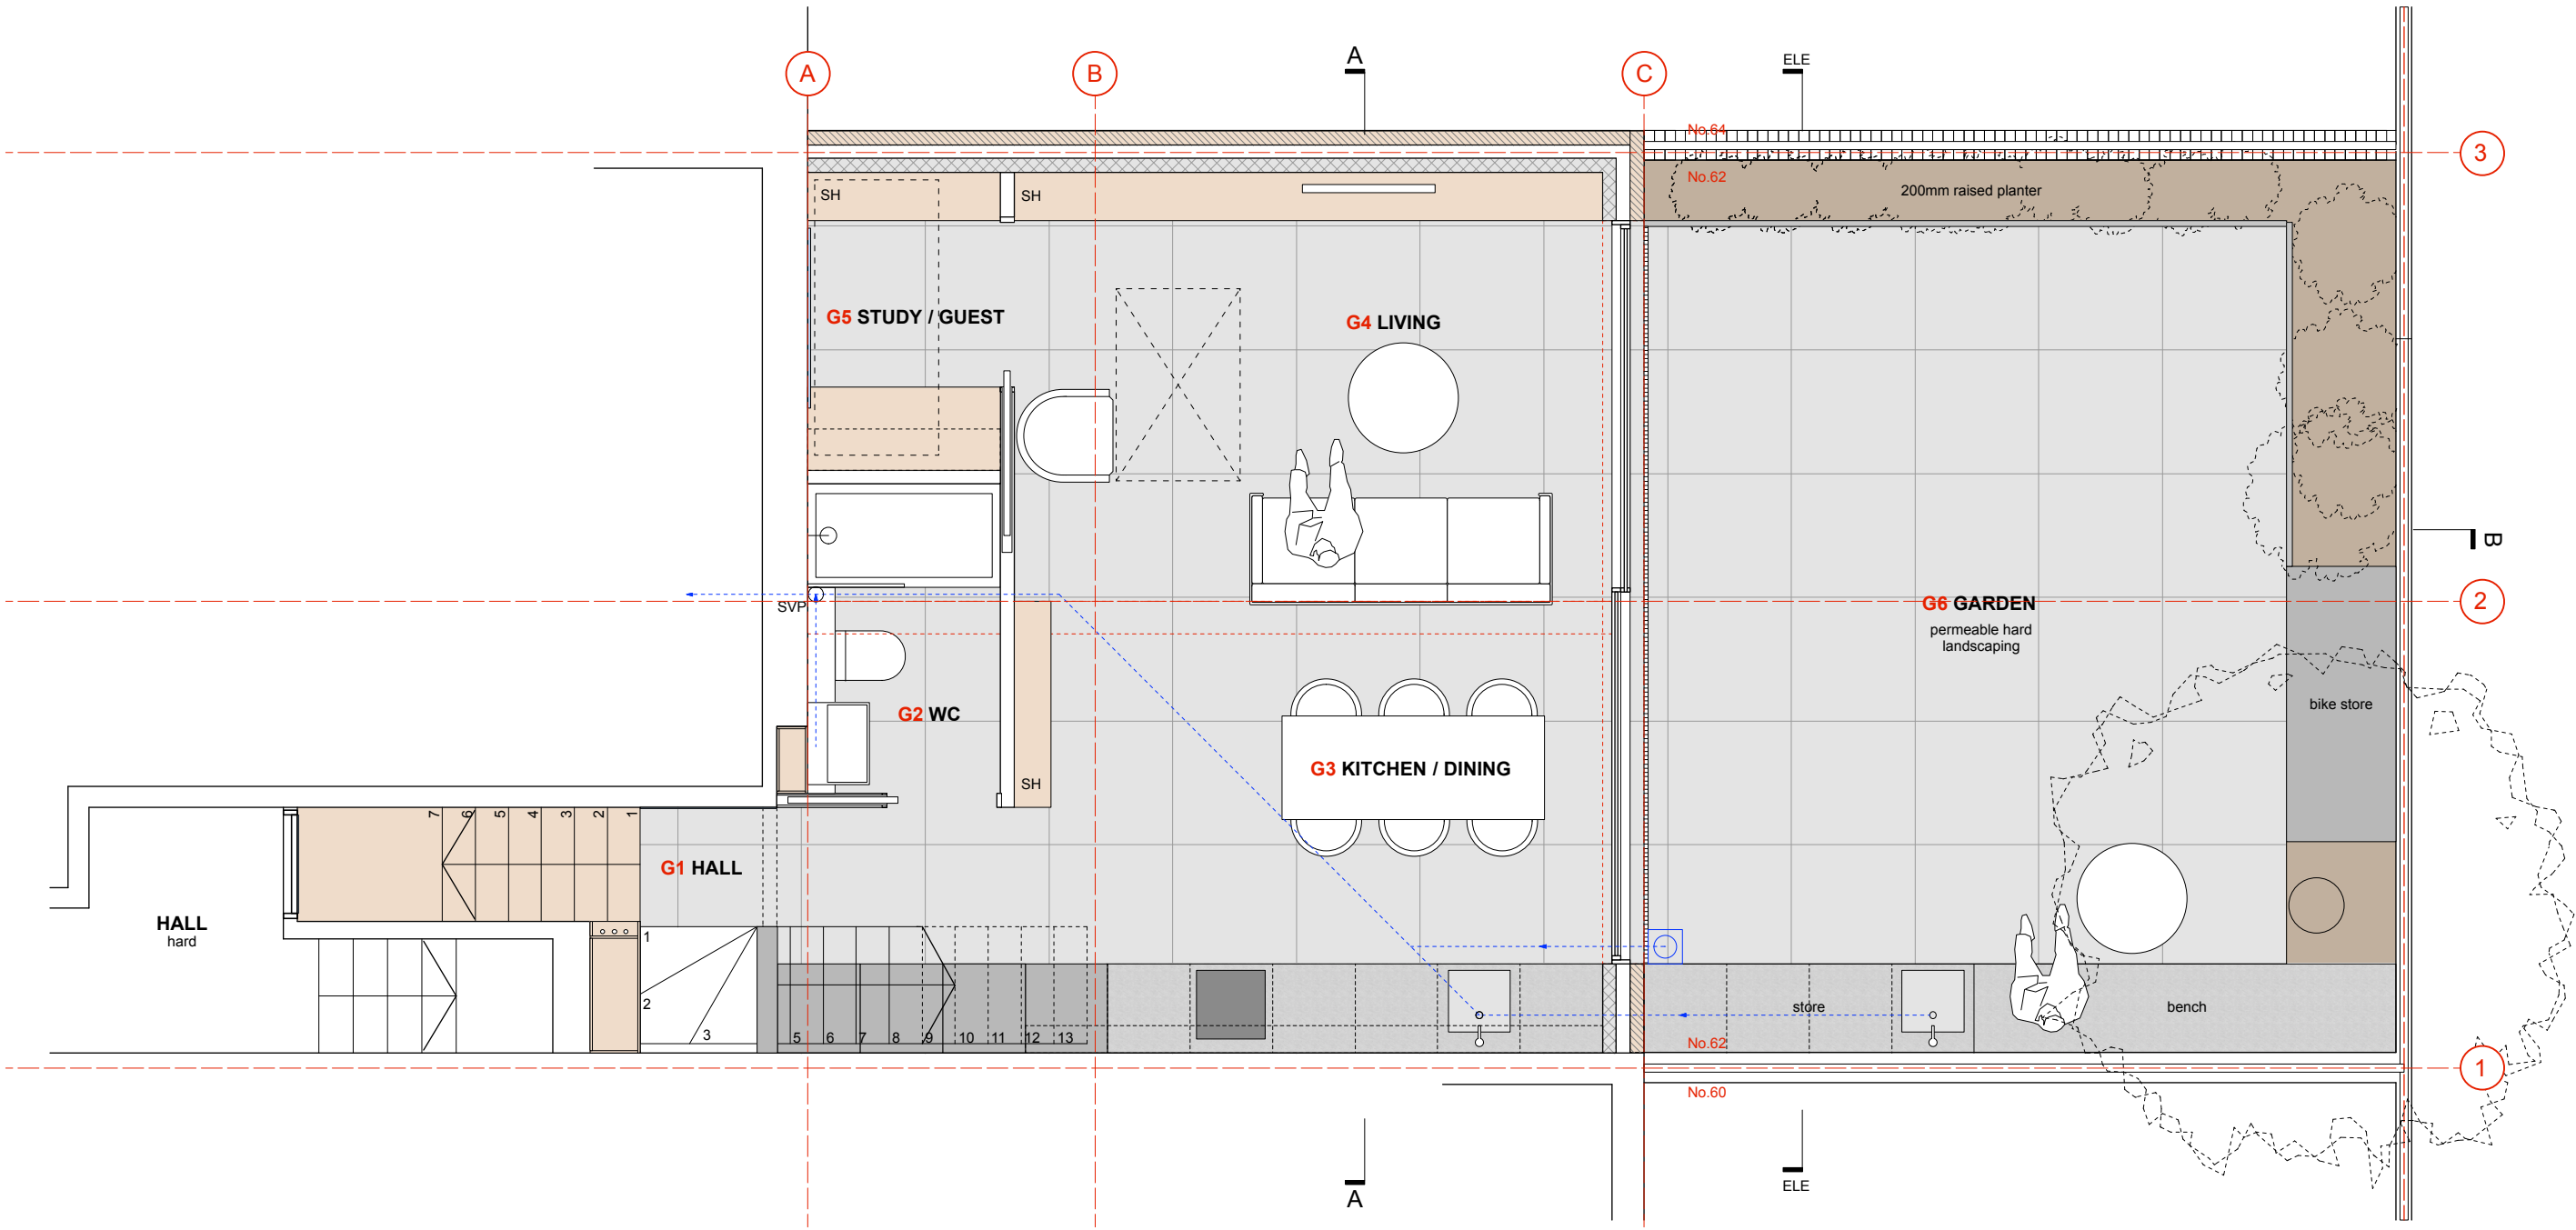 A
B
A
C
ELE
No.64
3
No.62
SH
SH
200mm raised planter
G5 STUDY / GUEST
G4 LIVING
B
SVP
G6 GARDEN
2
permeable hard
landscaping
G2 WC
bike store
G3 KITCHEN / DINING
SH
7 6 5 4 3 2 1
G1 HALL
HALL
hard
1
2
3
5 6 7 8 9 10 11 12 13
store
bench
No.62
1
No.60
A
ELE